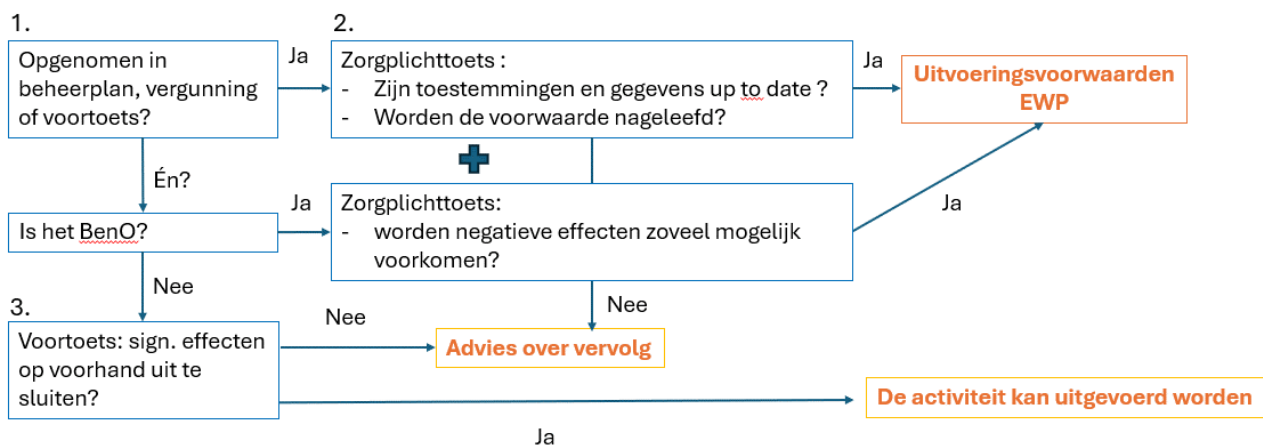 1.
Opgenomen in
beheerplan, vergunning
of voortoets?
Ja
2.
Zorgplichttoets :
- Zijn toestemmingen en gegevens up to date ?
- Worden de voorwaarde nageleefd?
Ja
Uitvoeringsvoorwaarden
EWP
Én?
Is het BenO?
Ja
Zorgplichttoets:
- worden negatieve effecten zoveel mogelijk
voorkomen?
Ja
Nee
Nee
3.
Voortoets: sign. effecten
op voorhand uit te
sluiten?
Nee
Advies over vervolg
De activiteit kan uitgevoerd worden
Ja